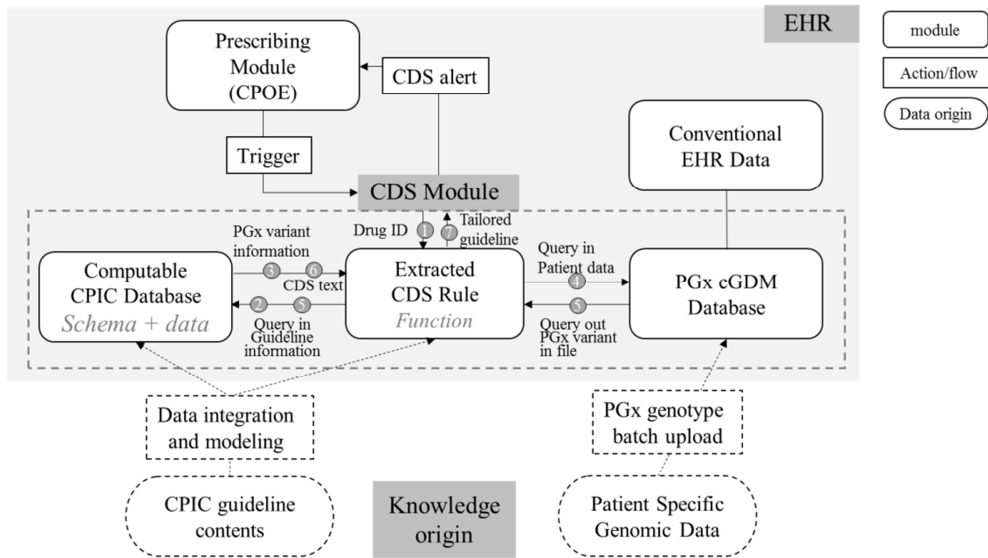 EHR
module
Action/flow
Data origin
Prescribing
Module
(CPOE)
CDS alert
Trigger
Conventional
EHR Data
CDS Module
Drug ID
1
7
Tailored
guideline
PGx variant
information
3
6
CDS text
2
5
Query in
Guideline
information
Computable
CPIC Database
Schema + data
Extracted
CDS Rule
Function
Query in
Patient data
4
5
Query out
PGx variant
in file
PGx cGDM
Database
Data integration
and modeling
PGx genotype
batch upload
CPIC guideline
contents
Knowledge
origin
Patient Specific
Genomic Data